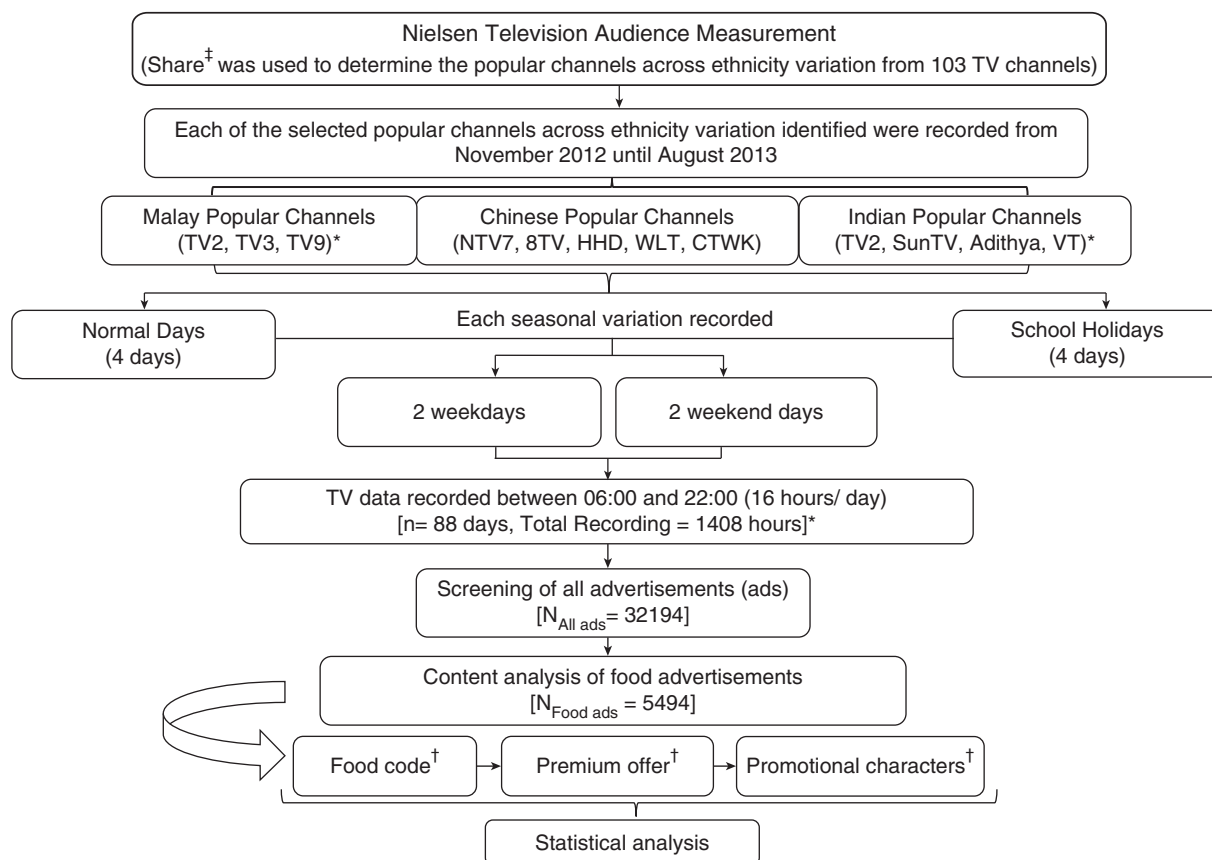 Nielsen Television Audience Measurement
(Share‡ was used to determine the popular channels across ethnicity variation from 103 TV channels)
Each of the selected popular channels across ethnicity variation identified were recorded from
November 2012 until August 2013
Malay Popular Channels
(TV2, TV3, TV9)*
Chinese Popular Channels
(NTV7, 8TV, HHD, WLT, CTWK)
Indian Popular Channels
(TV2, SunTV, Adithya, VT)*
Normal Days
(4 days)
Each seasonal variation recorded
School Holidays
(4 days)
2 weekdays
2 weekend days
TV data recorded between 06:00 and 22:00 (16 hours/ day)
[n= 88 days, Total Recording = 1408 hours]*
Screening of all advertisements (ads)
[N All ads= 32194]
Content analysis of food advertisements
[N Food ads = 5494]
Food code†
Premium offer†
Promotional characters†
Statistical analysis